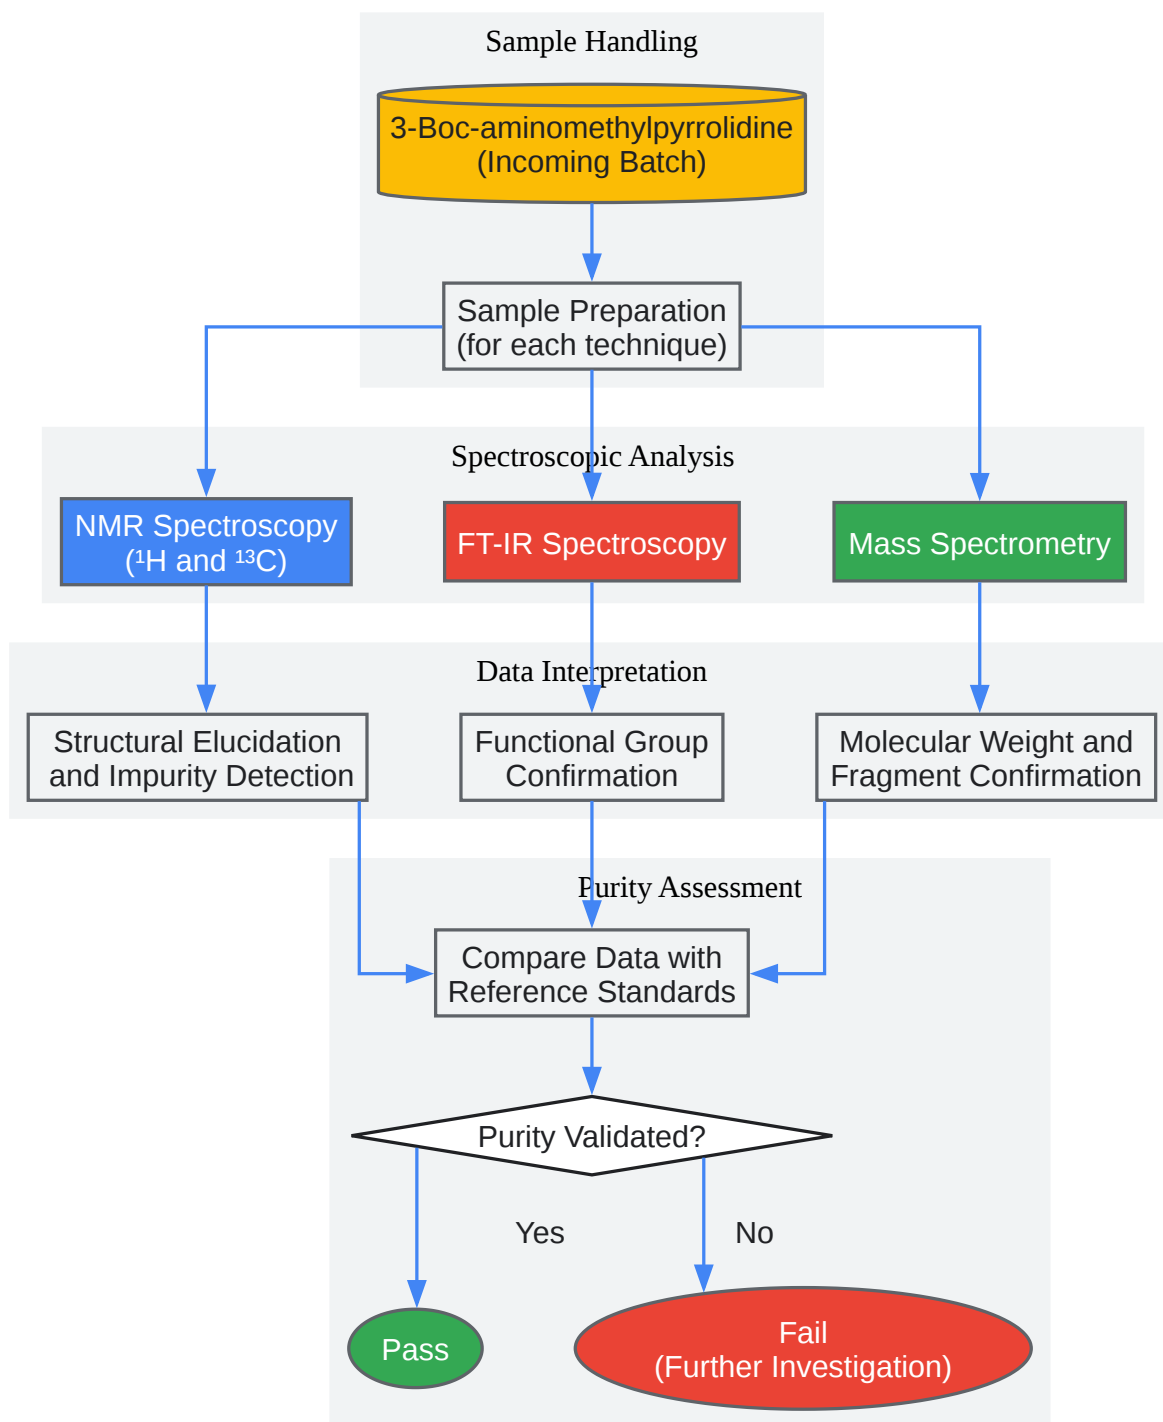 Sample Handling
3-Boc-aminomethylpyrrolidine
(Incoming Batch)
Sample Preparation
(for each technique)
Spectroscopic Analysis
NMR Spectroscopy
(¹H and ¹³C)
FT-IR Spectroscopy
Mass Spectrometry
Data Interpretation
Structural Elucidation
and Impurity Detection
Functional Group
Confirmation
Molecular Weight and
Fragment Confirmation
Purity Assessment
Compare Data with
Reference Standards
Purity Validated?
Yes
No
Pass
Fail
(Further Investigation)